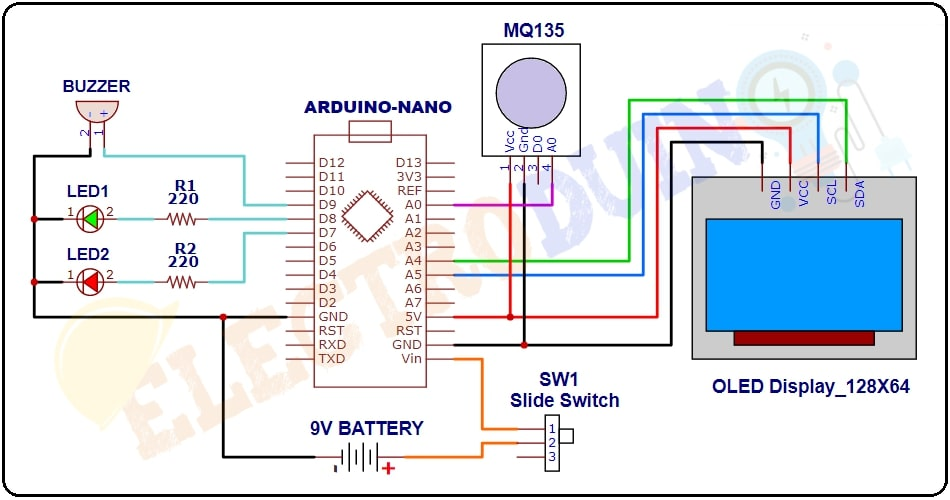 MQ135
BUZZER
ARDUINO-NANO
- +
2 1
Vcc Gnd D0 A0
1 2 3 4
LED1
1 2
R1
220
LED2
1 2
R2
220
D12 D13
D11 3V3
D10 REF
D9 A0
D8 A1
D7 A2
D6 A3
D5 A4
D4 A5
D3 A6
D2 A7
GND 5V
RST RST
RXD GND
TXD Vin
GND VCC SCL SDA
OLED Display_128X64
SW1
Slide Switch
1
2
3
9V BATTERY
- +
ELECTRODUINO